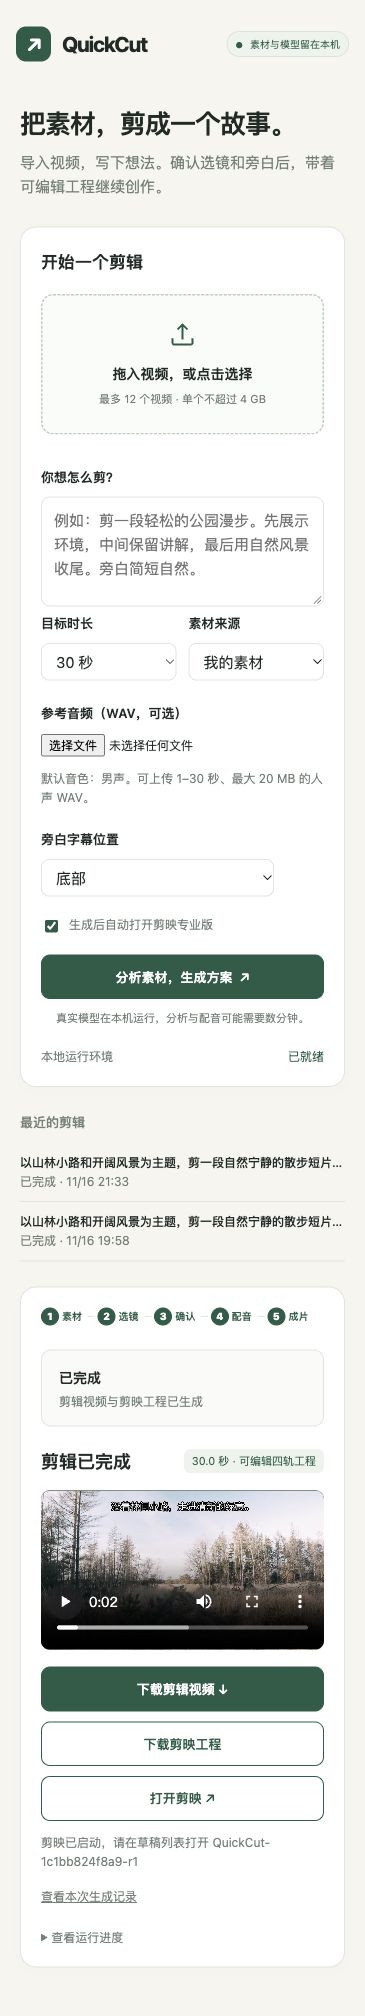 QuickCut
素材与模型留在本机
把素材，剪成一个故事。
导入视频，写下想法。确认选镜和旁白后，带着
可编辑工程继续创作。
开始一个剪辑
拖入视频，或点击选择
最多 12 个视频 · 单个不超过 4 GB
你想怎么剪?
例如：剪一段轻松的公园漫步。先展示
环境，中间保留讲解，最后用自然风景
收尾。旁白简短自然。
目标时长 素材来源
30 秒 我的素材
参考音频（WAV，可选）
选择文件 未选择任何文件
默认音色：男声。可上传 1–30 秒、最大 20 MB 的人
声 WAV。
旁白字幕位置
底部
生成后自动打开剪映专业版
分析素材，生成方案 ↗
真实模型在本机运行，分析与配音可能需要数分钟。
本地运行环境 已就绪
最近的剪辑
以山林小路和开阔风景为主题，剪一段自然宁静的散步短片...
已完成 · 11/16 21:33
以山林小路和开阔风景为主题，剪一段自然宁静的散步短片...
已完成 · 11/16 19:58
1 素材 2 选镜 3 确认 4 配音 5 成片
已完成
剪辑视频与剪映工程已生成
剪辑已完成 30.0 秒 · 可编辑四轨工程
0:02
下载剪辑视频 ↓
下载剪映工程
打开剪映 ↗
剪映已启动，请在草稿列表打开 QuickCut-
1c1bb824f8a9-r1
查看本次生成记录
查看运行进度